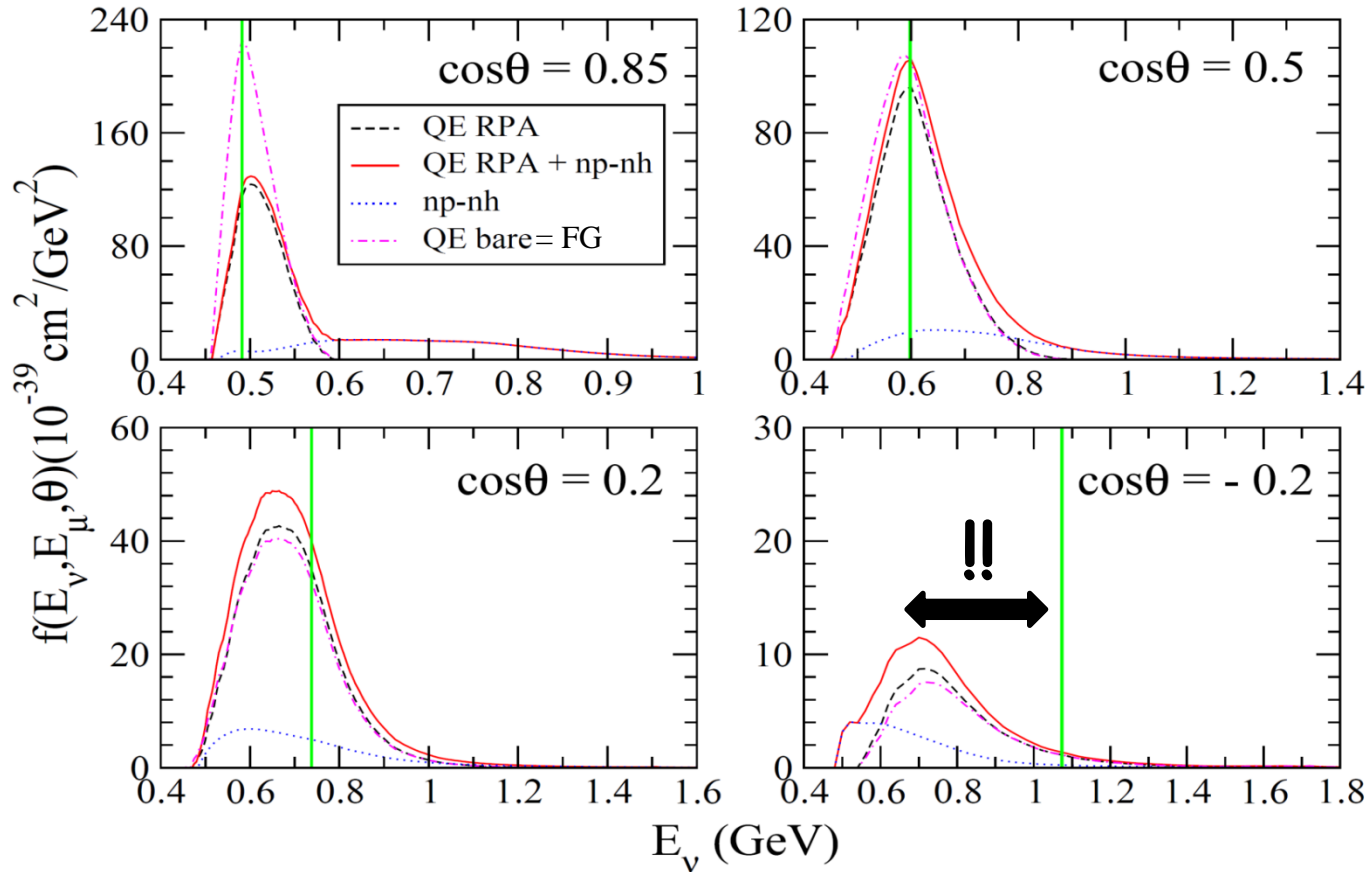 f(E_ν,E_μ,θ)(10^-39 cm^2/GeV^2)
240
160
80
0
0.4 0.5 0.6 0.7 0.8 0.9 1
cosθ = 0.85
QE RPA
QE RPA + np-nh
np-nh
QE bare = FG
120
80
40
0
0.4 0.6 0.8 1 1.2 1.4
cosθ = 0.5
60
40
20
0
0.4 0.6 0.8 1 1.2 1.4 1.6
cosθ = 0.2
30
20
10
0
0.4 0.6 0.8 1 1.2 1.4 1.6 1.8
cosθ = - 0.2
!!
E_ν (GeV)